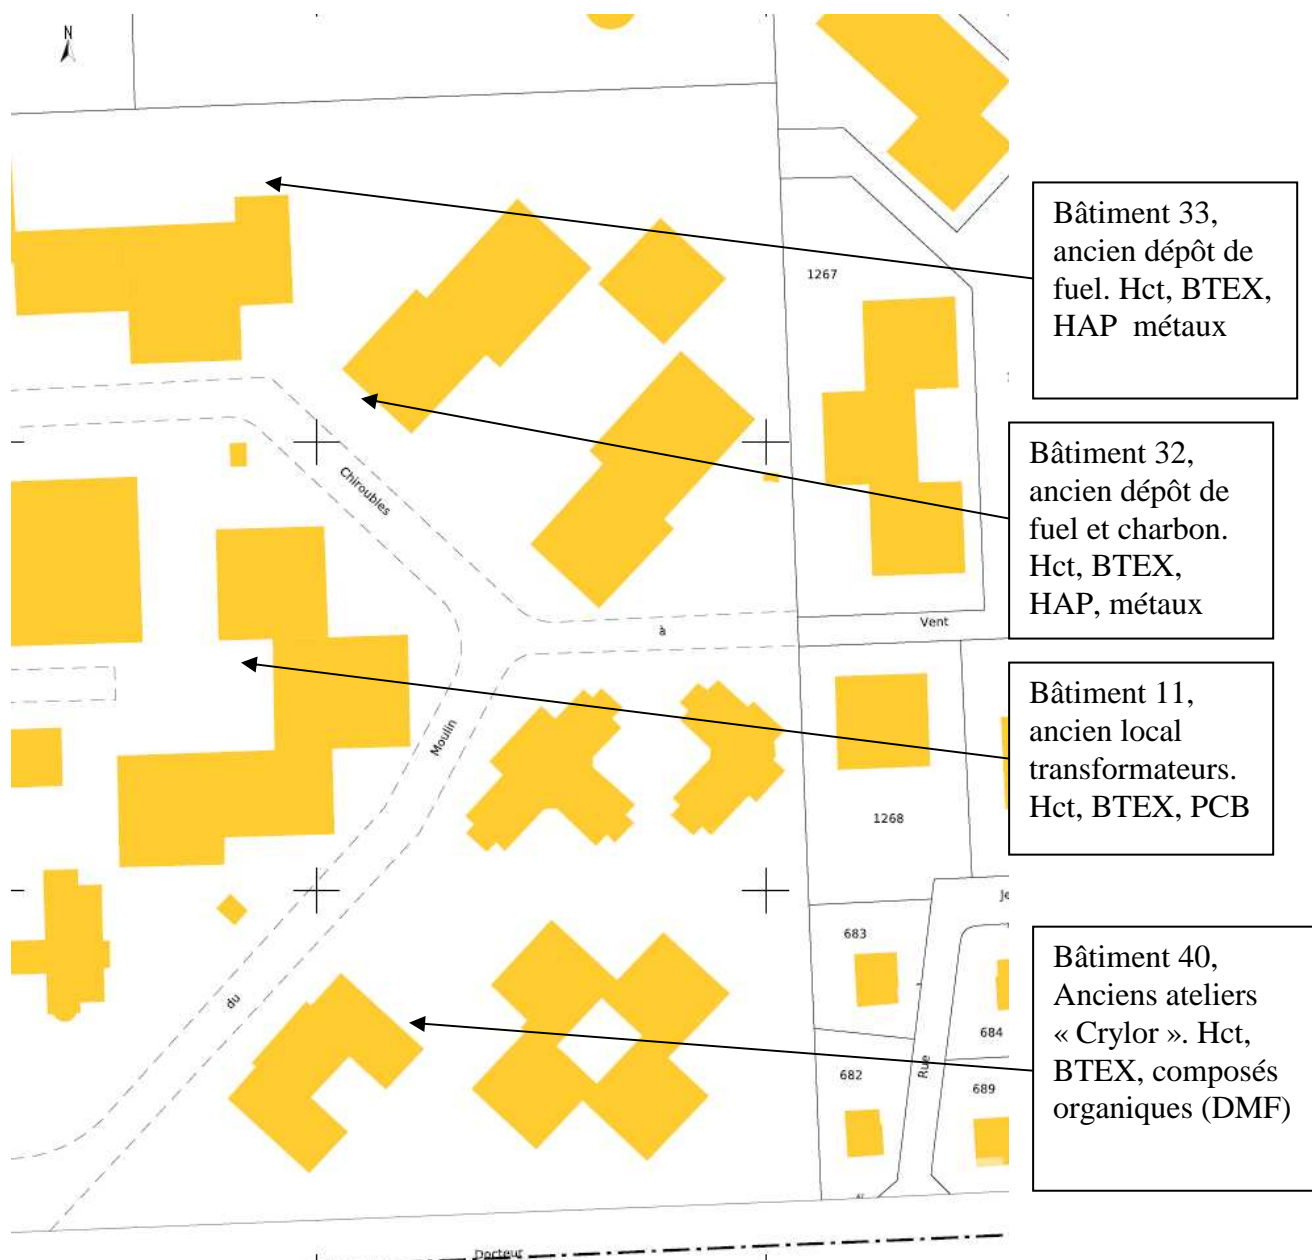 N
Bâtiment 33,
ancien dépôt de
fuel. Hct, BTEX,
HAP métaux
1267
Bâtiment 32,
ancien dépôt de
fuel et charbon.
Hct, BTEX,
HAP, métaux
Chiroubles
à
Vent
Bâtiment 11,
ancien local
transformateurs.
Hct, BTEX, PCB
Moulin
1268
Je
683
Bâtiment 40,
Anciens ateliers
« Crylor ». Hct,
BTEX, composés
organiques (DMF)
du
684
Rue
682
689
Docteur